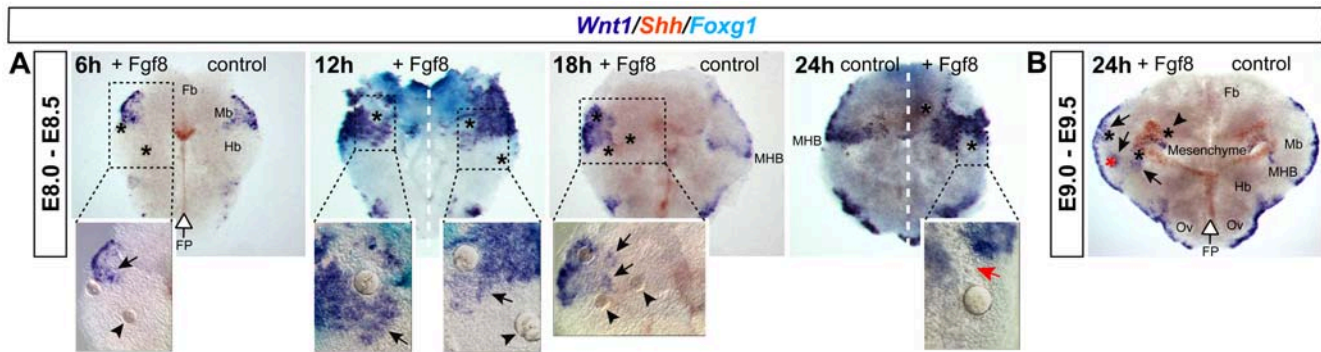 Wnt1/Shh/Foxg1
A
E8.0 - E8.5
6h + Fgf8 control
Fb
Mb
Hb
FP
12h + Fgf8
18h + Fgf8 control
MHB
24h control + Fgf8
MHB
B
E9.0 - E9.5
24h + Fgf8 control
Fb
Mesenchyme
Mb
MHB
Hb
Ov Ov
FP